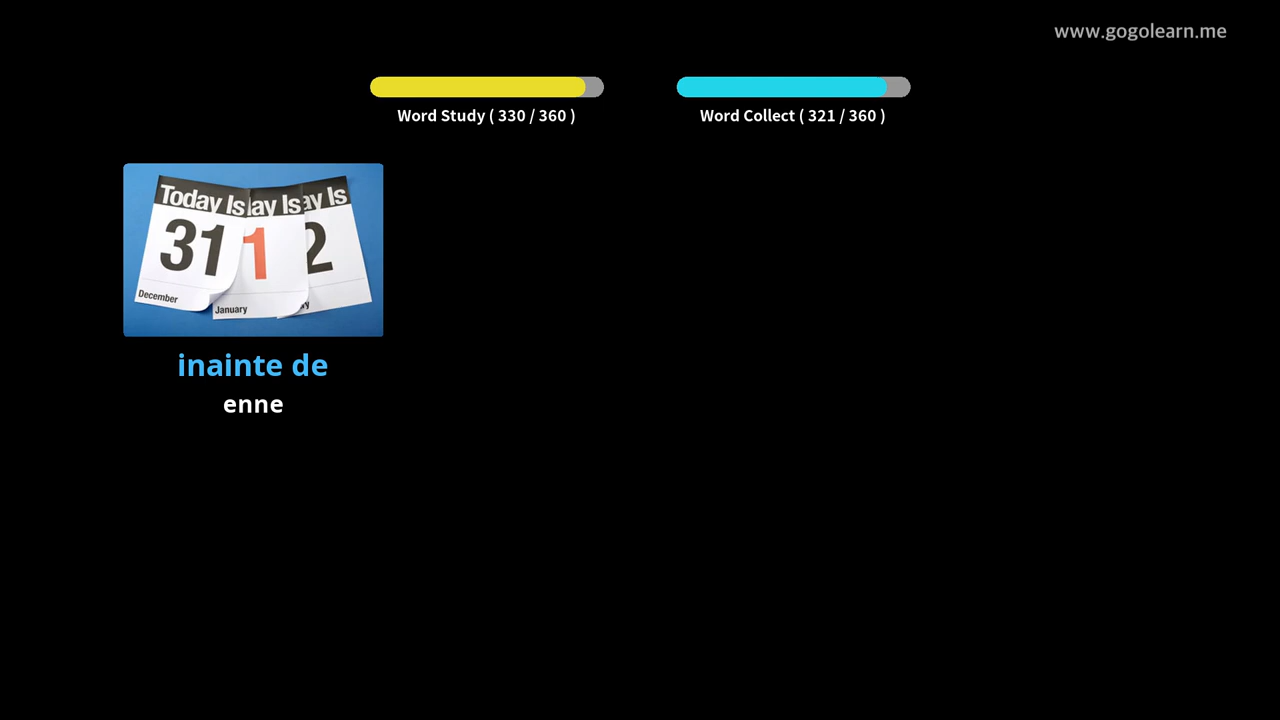 www.gogolearn.me
Word Study ( 330 / 360 )
Word Collect ( 321 / 360 )
Today Is
ay Is
ay Is
31
1
2
December
January
ry
inainte de
enne